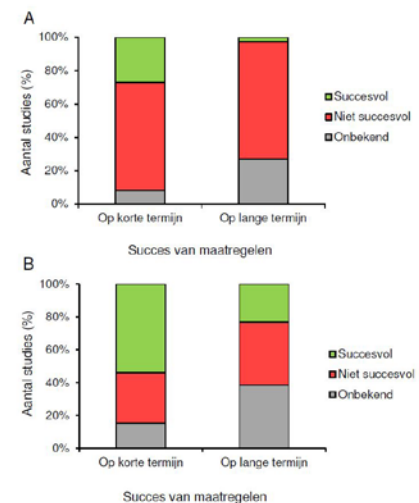 A
100%
80%
60%
40%
20%
0%
Aantal studies (%)
Op korte termijn
Op lange termijn
Succes van maatregelen
Succesvol
Niet succesvol
Onbekend
B
100%
80%
60%
40%
20%
0%
Aantal studies (%)
Op korte termijn
Op lange termijn
Succes van maatregelen
Succesvol
Niet succesvol
Onbekend